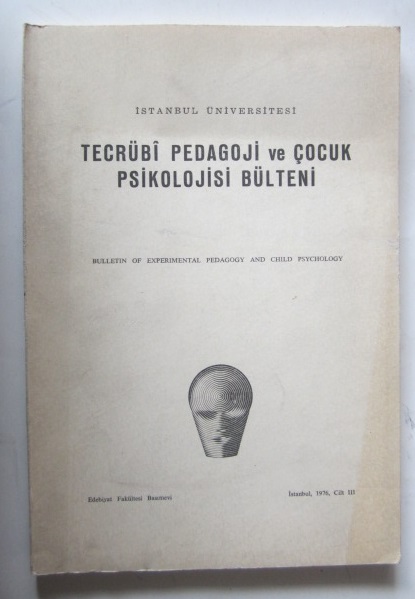 İSTANBUL ÜNİVERSİTESİ
TECRÜBÎ PEDAGOJİ ve ÇOCUK
PSİKOLOJİSİ BÜLTENİ
BULLETIN OF EXPERIMENTAL PEDAGOGY AND CHILD PSYCHOLOGY
Edebiyat Fakültesi Basımevi İstanbul, 1976, Cilt III